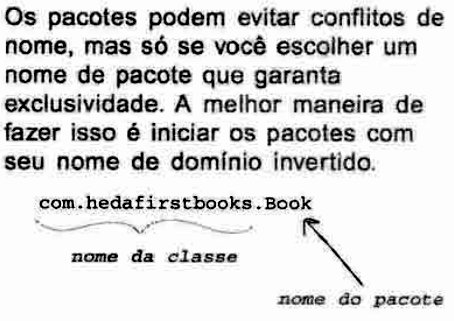 Os pacotes podem evitar conflitos de
nome, mas só se você escolher um
nome de pacote que garanta
exclusividade. A melhor maneira de
fazer isso é iniciar os pacotes com
seu nome de domínio invertido.
com.hedafirstbooks.Book
nome da classe
nome do pacote